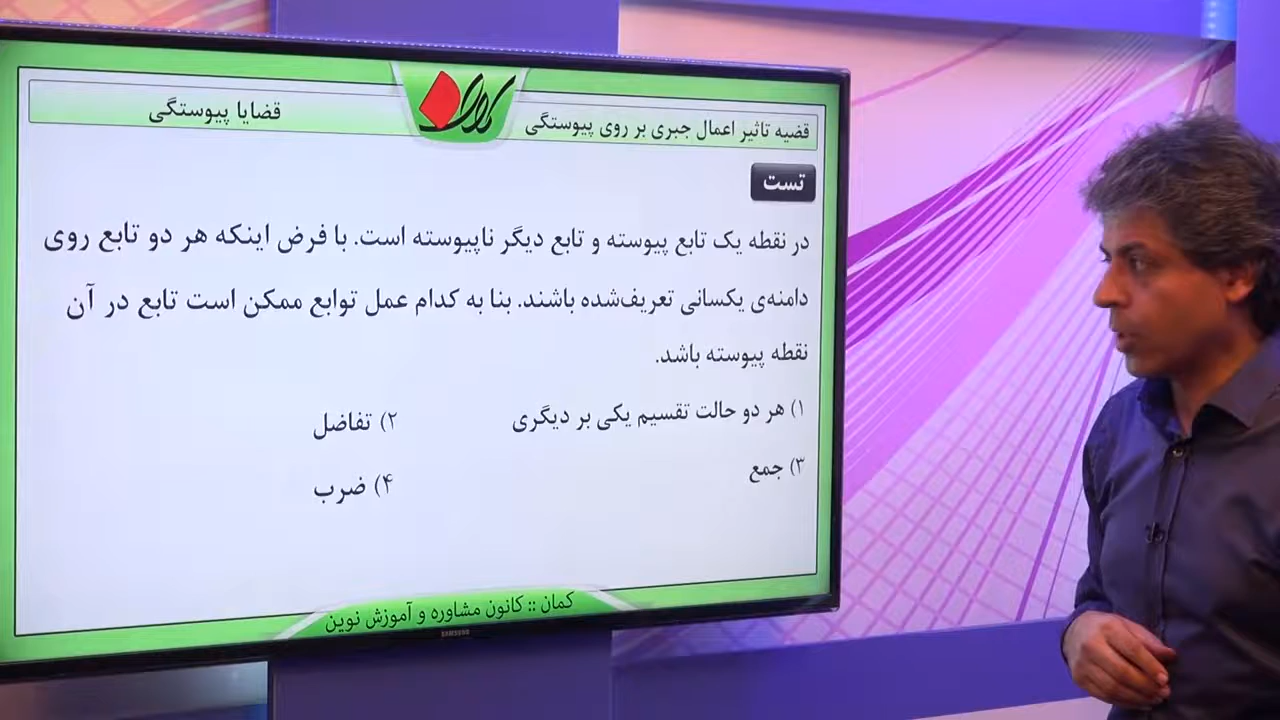 قضیه تاثیر اعمال جبری بر روی پیوستگی
قضایا پیوستگی
تست
در نقطه یک تابع پیوسته و تابع دیگر ناپیوسته است. با فرض اینکه هر دو تابع روی
دامنه‌ی یکسانی تعریف‌شده باشند. بنا به کدام عمل توابع ممکن است تابع در آن
نقطه پیوسته باشد.
۱) هر دو حالت تقسیم یکی بر دیگری
۲) تفاضل
۳) جمع
۴) ضرب
کمان :: کانون مشاوره و آموزش نوین
SAMSUNG